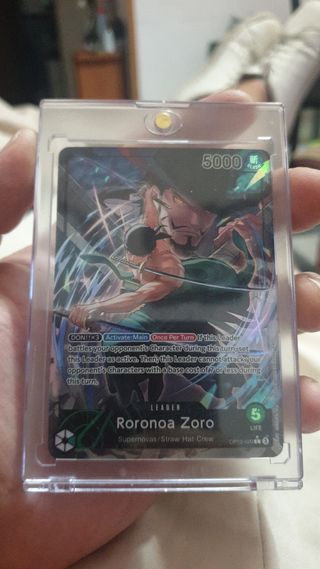 5000 斬
DON!!×3 Activate: Main Once Per Turn If this Leader
battles your opponent's Character during this turn, set
this Leader as active. Then, this Leader cannot attack your
opponent's Characters with a base cost of or less during
this turn.
LEADER
Roronoa Zoro
Supernovas/Straw Hat Crew
5
LIFE